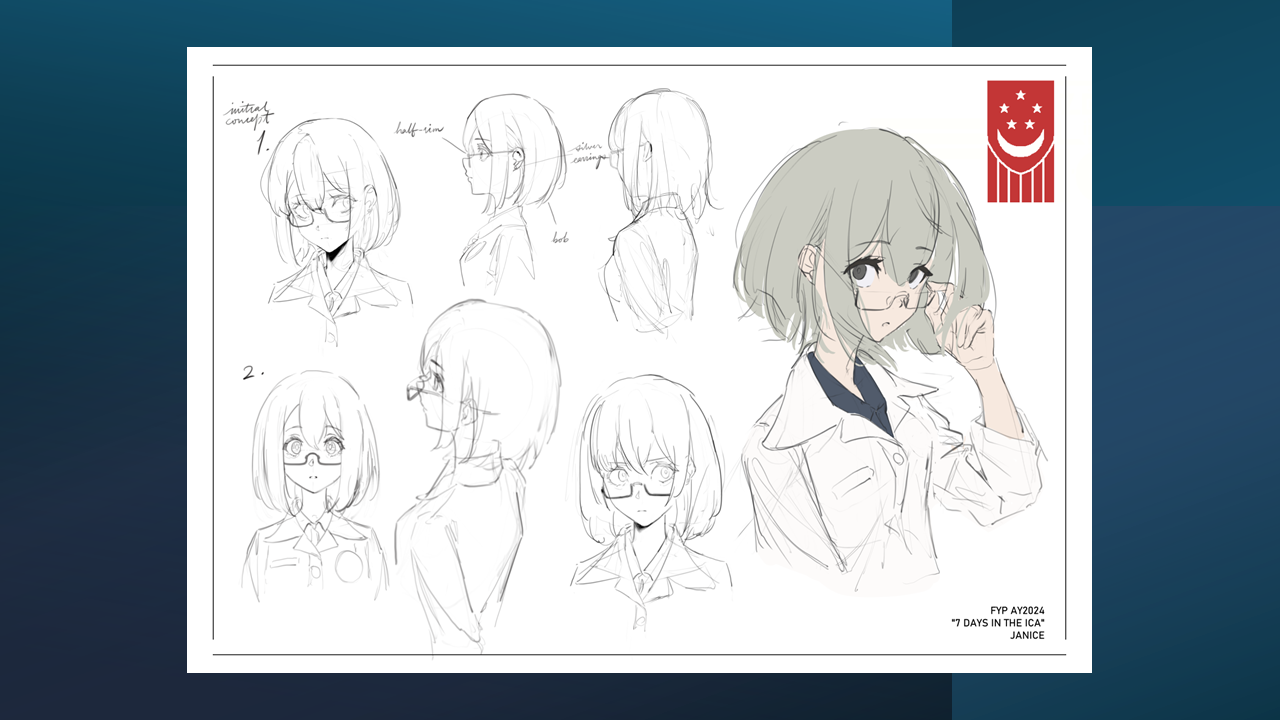 initial
concept
1.
half-rim
silver
earrings
bob
2.
FYP AY2024
"7 DAYS IN THE ICA"
JANICE